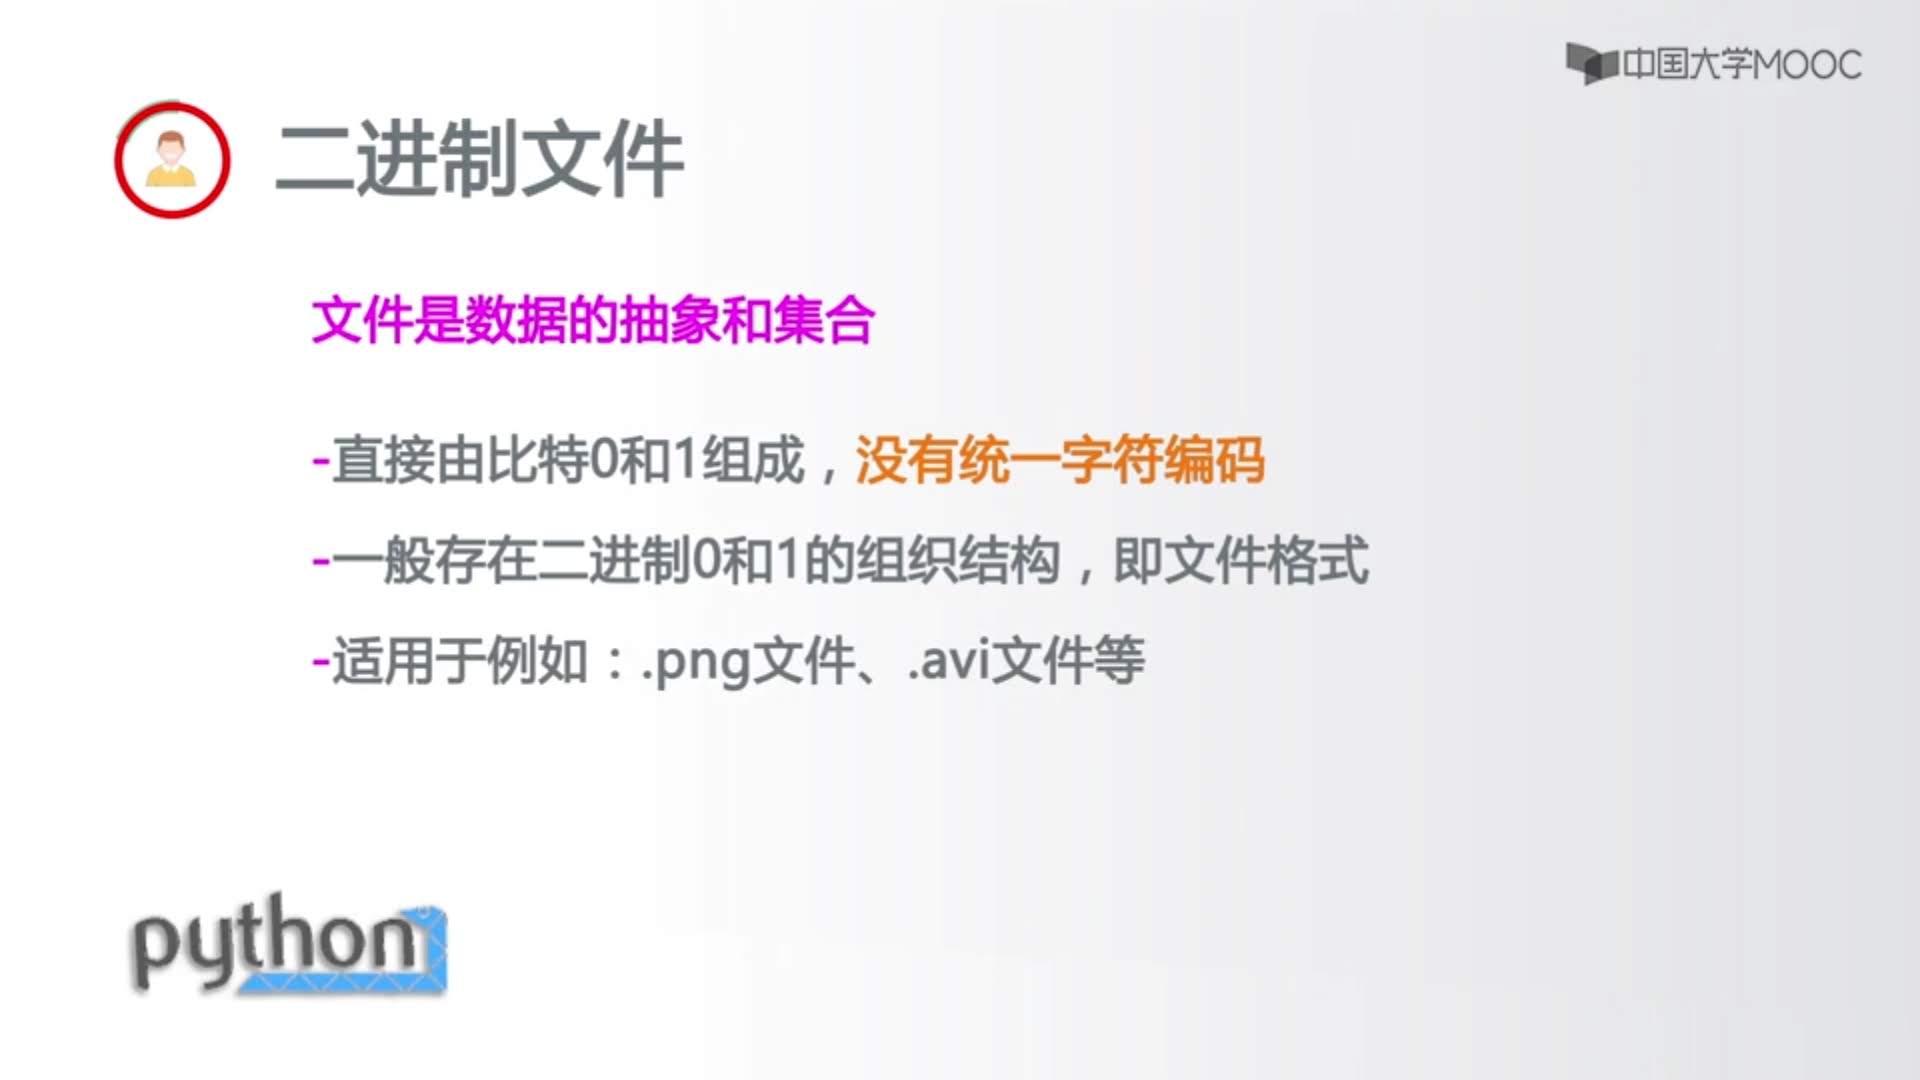 中国大学MOOC
二进制文件
文件是数据的抽象和集合
-直接由比特0和1组成，没有统一字符编码
-一般存在二进制0和1的组织结构，即文件格式
-适用于例如：.png文件、.avi文件等
python